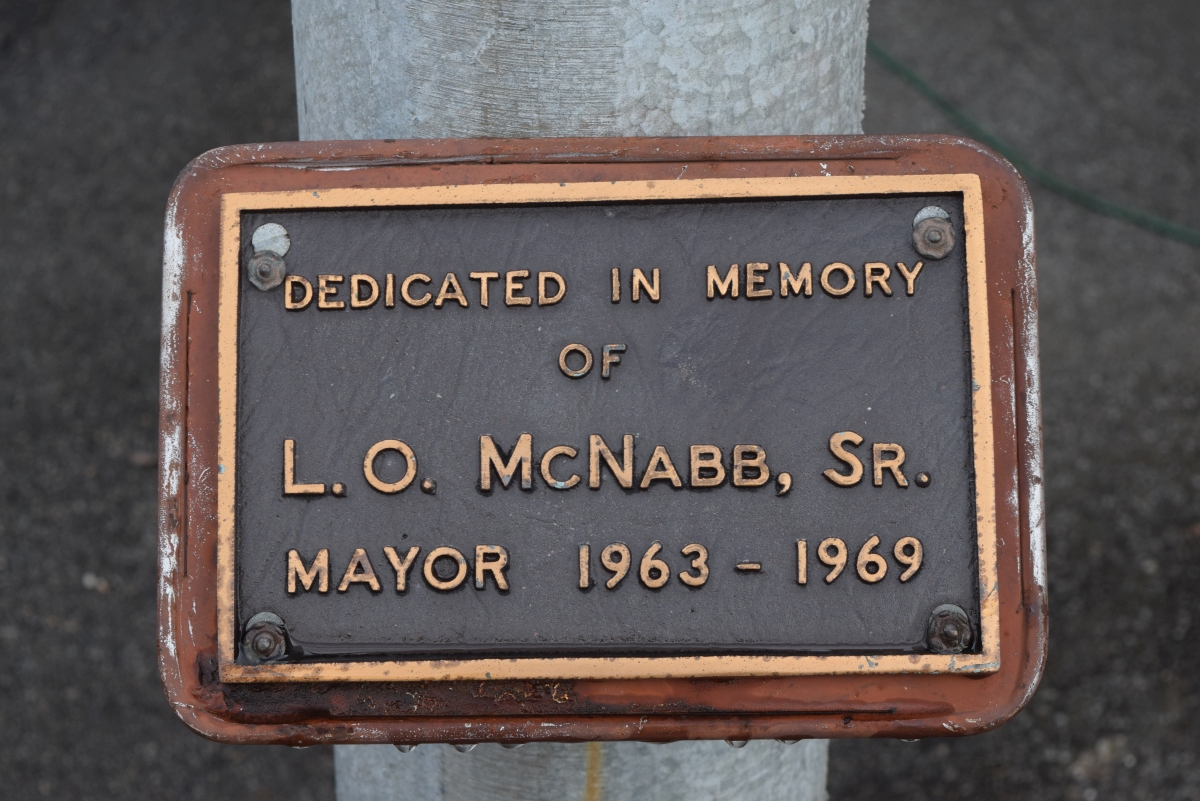 DEDICATED IN MEMORY
OF
L. O. MCNABB, SR.
MAYOR 1963 - 1969